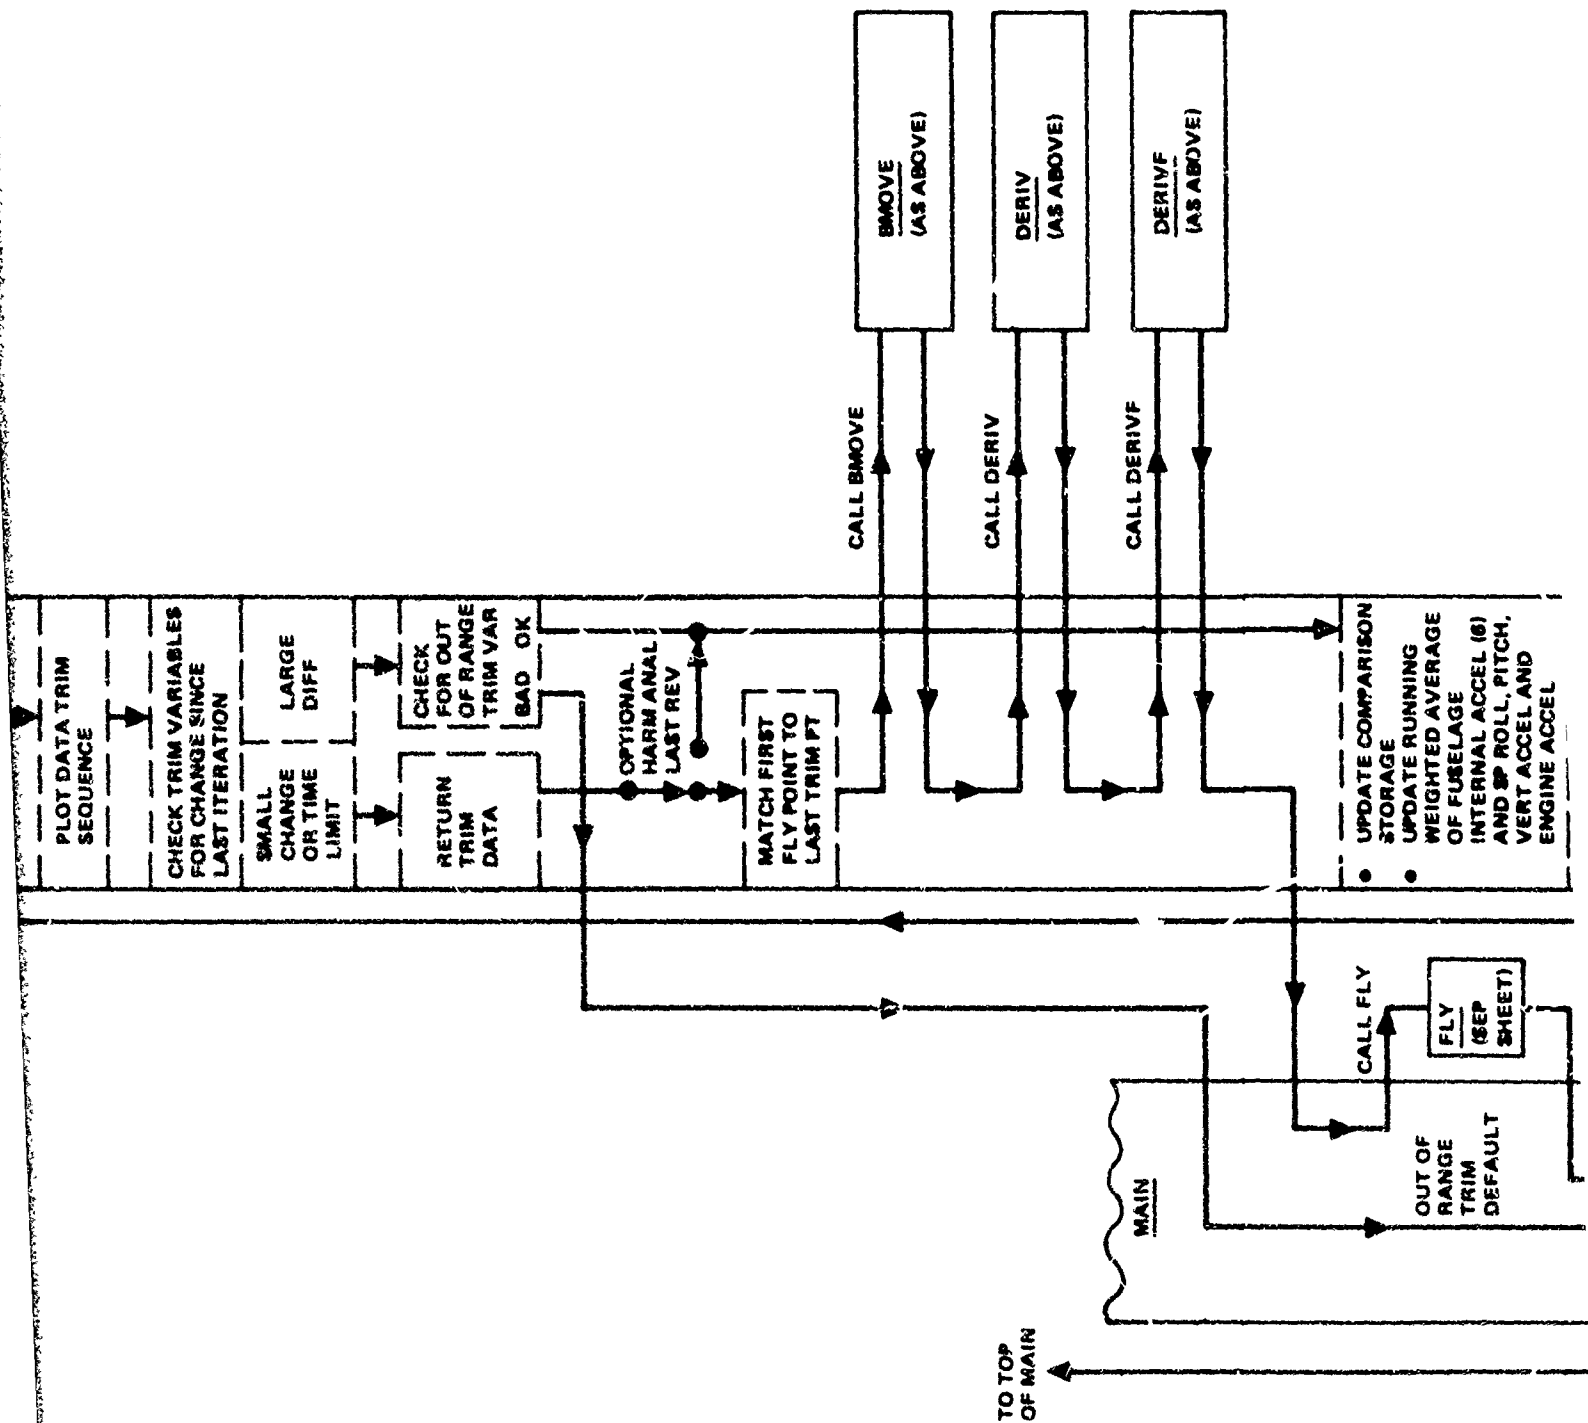 PLOT DATA TRIM
SEQUENCE
CHECK TRIM VARIABLES
FOR CHANGE SINCE
LAST ITERATION
SMALL
CHANGE
OR TIME
LIMIT
LARGE
DIFF
RETURN
TRIM
DATA
CHECK
FOR OUT
OF RANGE
TRIM VAR
BAD OK
OPTIONAL
HARM ANAL
LAST REV
MATCH FIRST
FLY POINT TO
LAST TRIM PT
CALL BMOVE
BMOVE
(AS ABOVE)
CALL DERIV
DERIV
(AS ABOVE)
CALL DERIVF
DERIVF
(AS ABOVE)
● UPDATE COMPARISON
STORAGE
● UPDATE RUNNING
WEIGHTED AVERAGE
OF FUSELAGE
INTERNAL ACCEL (6)
AND SP ROLL, PITCH,
VERT ACCEL AND
ENGINE ACCEL
CALL FLY
FLY
(SEP
SHEET)
MAIN
OUT OF
RANGE
TRIM
DEFAULT
TO TOP
OF MAIN